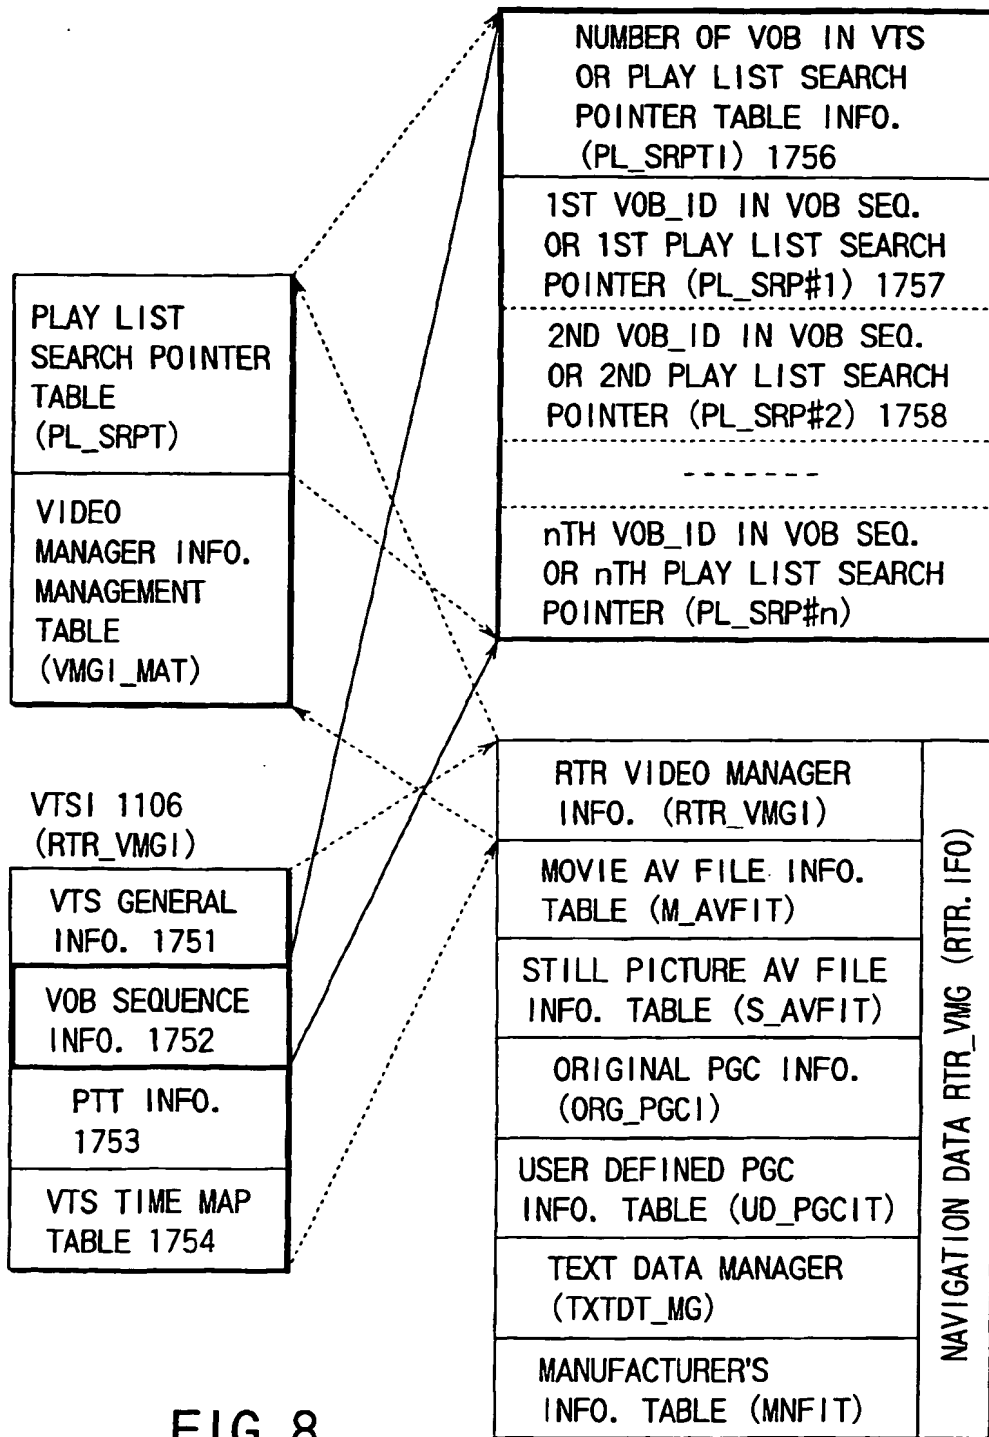 NUMBER OF VOB IN VTS
OR PLAY LIST SEARCH
POINTER TABLE INFO.
(PL_SRPTI) 1756
1ST VOB_ID IN VOB SEQ.
OR 1ST PLAY LIST SEARCH
POINTER (PL_SRP#1) 1757
2ND VOB_ID IN VOB SEQ.
OR 2ND PLAY LIST SEARCH
POINTER (PL_SRP#2) 1758
-------
nTH VOB_ID IN VOB SEQ.
OR nTH PLAY LIST SEARCH
POINTER (PL_SRP#n)
PLAY LIST
SEARCH POINTER
TABLE
(PL_SRPT)
VIDEO
MANAGER INFO.
MANAGEMENT
TABLE
(VMGI_MAT)
VTSI 1106
(RTR_VMGI)
VTS GENERAL
INFO. 1751
VOB SEQUENCE
INFO. 1752
PTT INFO.
1753
VTS TIME MAP
TABLE 1754
RTR VIDEO MANAGER
INFO. (RTR_VMGI)
MOVIE AV FILE INFO.
TABLE (M_AVFIT)
STILL PICTURE AV FILE
INFO. TABLE (S_AVFIT)
ORIGINAL PGC INFO.
(ORG_PGCI)
USER DEFINED PGC
INFO. TABLE (UD_PGCIT)
TEXT DATA MANAGER
(TXTDT_MG)
MANUFACTURER'S
INFO. TABLE (MNFIT)
NAVIGATION DATA RTR_VMG (RTR. IFO)
FIG. 8